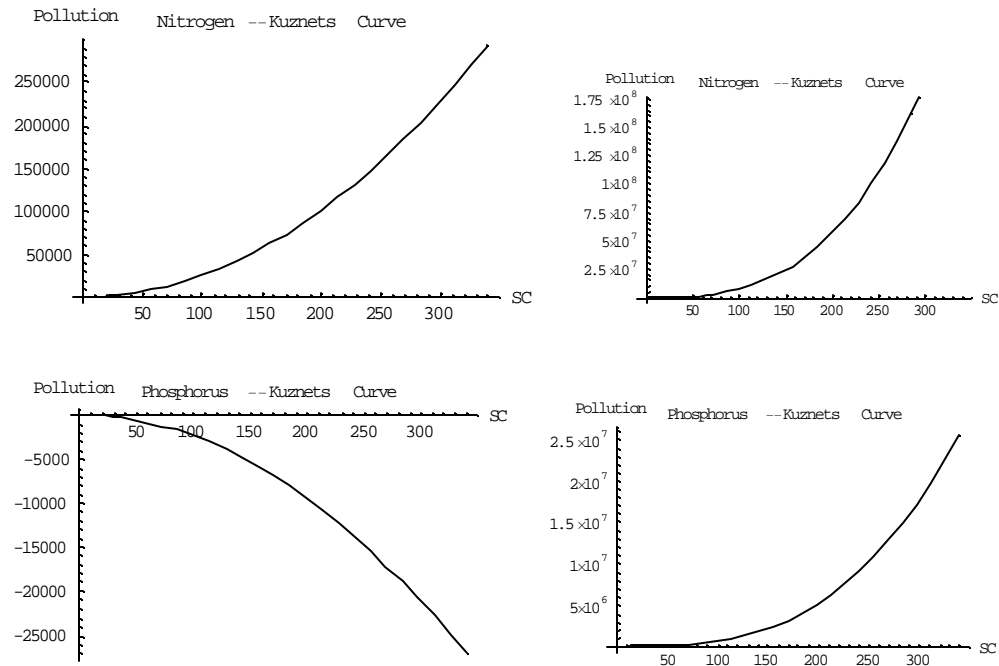 Pollution Nitrogen --Kuznets Curve
250000
200000
150000
100000
50000
50 100 150 200 250 300 SC
Pollution Nitrogen --Kuznets Curve
1.75 ×10^8
1.5 ×10^8
1.25 ×10^8
1×10^8
7.5×10^7
5×10^7
2.5×10^7
50 100 150 200 250 300 SC
Pollution Phosphorus --Kuznets Curve
50 100 150 200 250 300 SC
-5000
-10000
-15000
-20000
-25000
Pollution Phosphorus --Kuznets Curve
2.5×10^7
2×10^7
1.5×10^7
1×10^7
5×10^6
50 100 150 200 250 300 SC